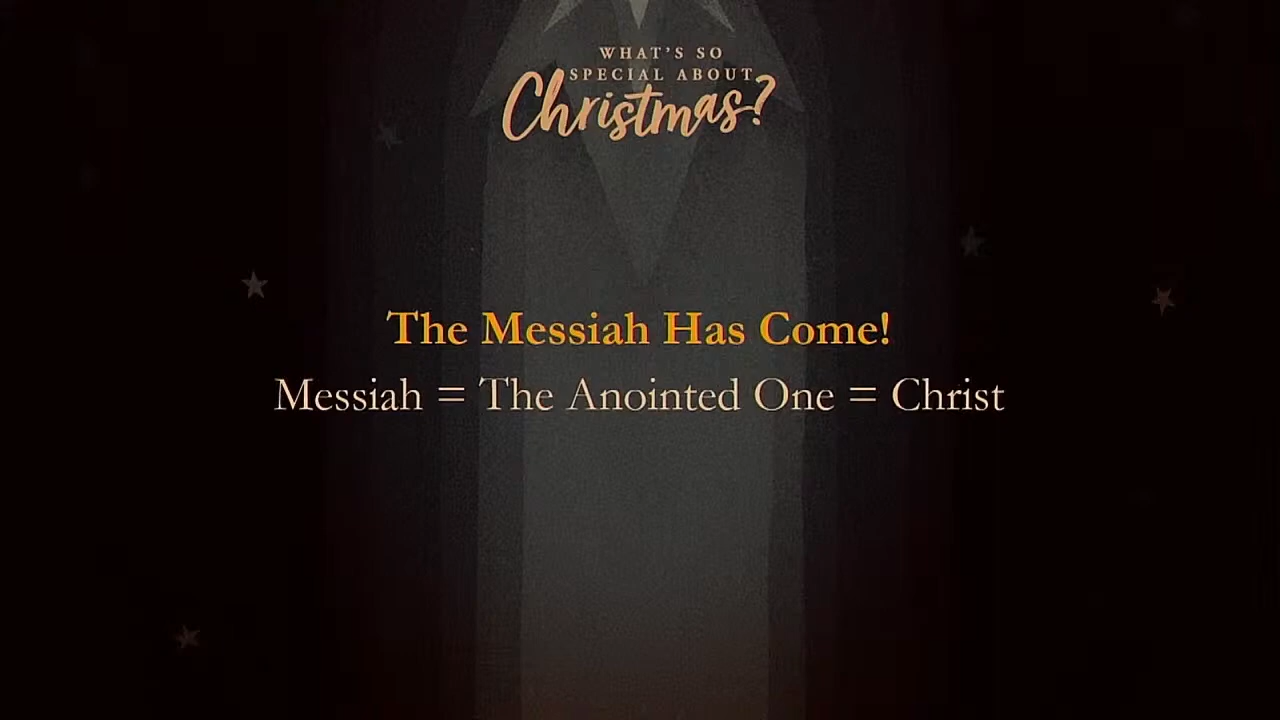 WHAT'S SO
SPECIAL ABOUT
Christmas?
The Messiah Has Come!
Messiah = The Anointed One = Christ